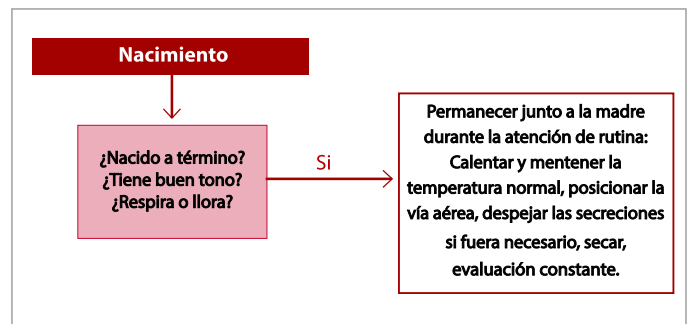 Nacimiento
¿Nacido a término?
¿Tiene buen tono?
¿Respira o llora?
Si
Permanecer junto a la madre
durante la atención de rutina:
Calentar y mentener la
temperatura normal, posicionar la
vía aérea, despejar las secreciones
si fuera necesario, secar,
evaluación constante.